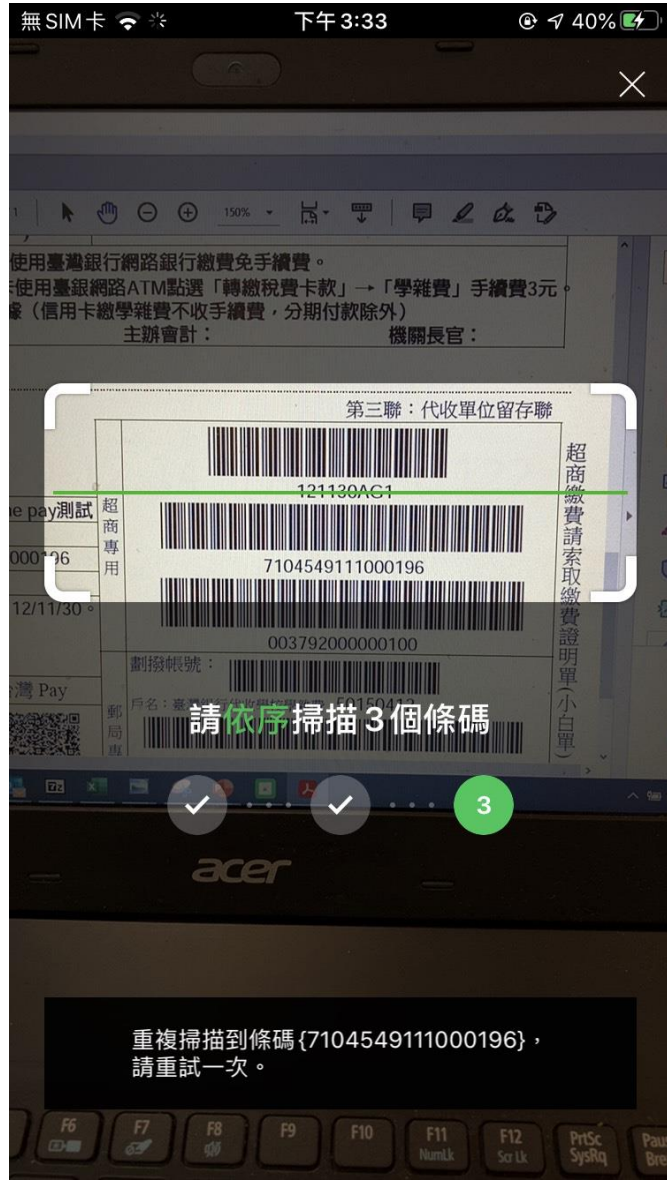 無SIM卡
下午3:33
40%
150%
使用臺灣銀行網路銀行繳費免手續費。
使用臺銀網路ATM點選「轉繳稅費卡款」→「學雜費」手續費3元。
（信用卡繳學雜費不收手續費，分期付款除外）
主辦會計： 機關長官：
第三聯：代收單位留存聯
121130AG1
超商專用
7104549111000196
003792000000100
超商繳費請索取繳費證明單(小白單)
pay測試
000196
12/11/30。
劃撥帳號：
戶名：臺灣銀行
Pay
郵局專
請依序掃描3個條碼
3
acer
重複掃描到條碼{7104549111000196}，
請重試一次。
F6
F7
F8
F9
F10
F11
NumLk
F12
Scr Lk
PrtSc
SysRq